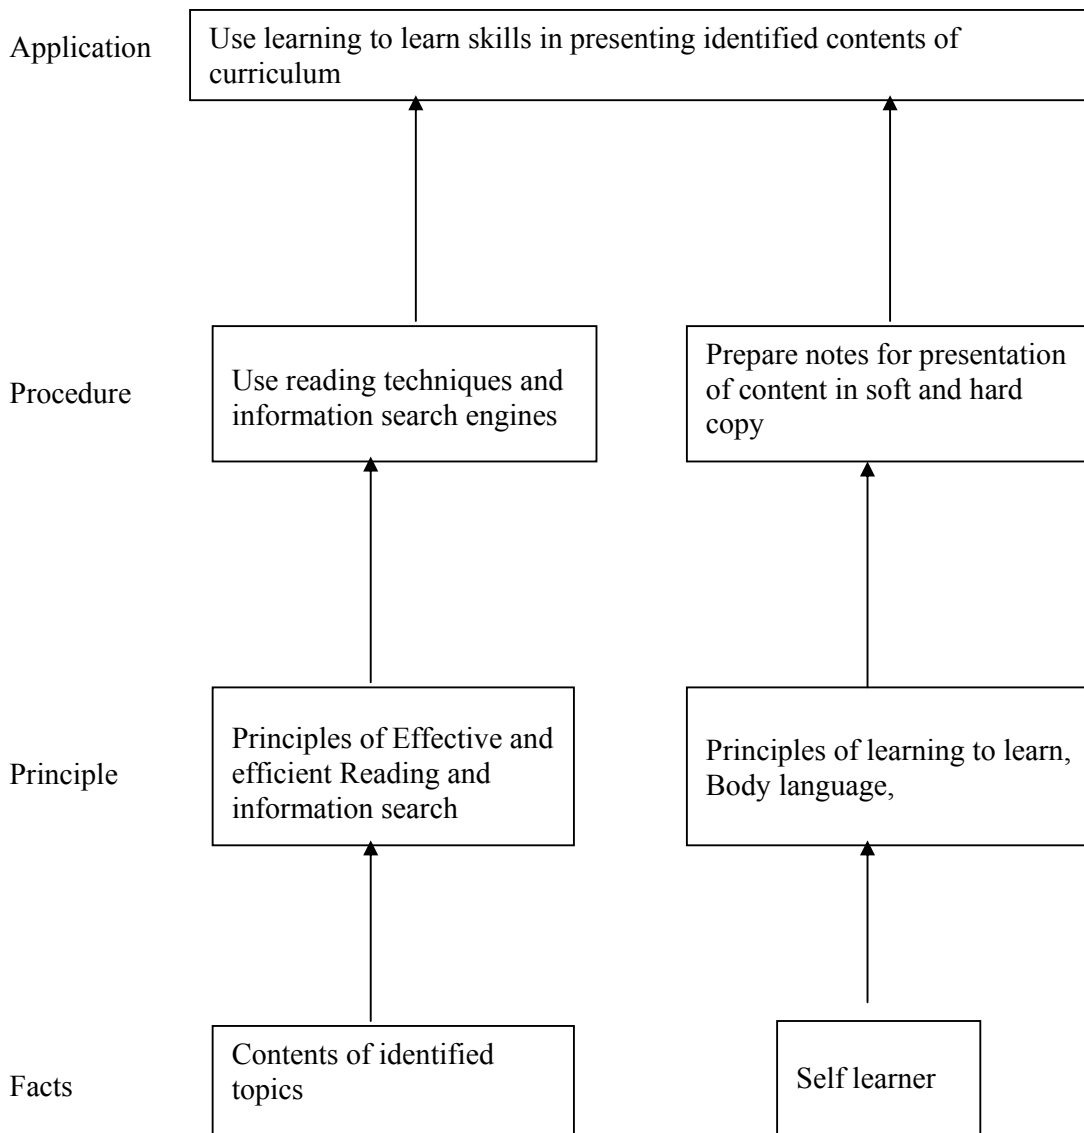 Application
Use learning to learn skills in presenting identified contents of
curriculum
Procedure
Use reading techniques and
information search engines
Prepare notes for presentation
of content in soft and hard
copy
Principle
Principles of Effective and
efficient Reading and
information search
Principles of learning to learn,
Body language,
Facts
Contents of identified
topics
Self learner